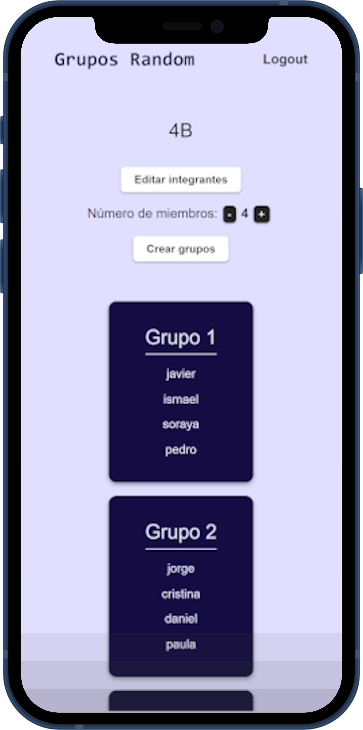 Grupos Random
Logout
4B
Editar integrantes
Número de miembros: - 4 +
Crear grupos
Grupo 1
javier
ismael
soraya
pedro
Grupo 2
jorge
cristina
daniel
paula